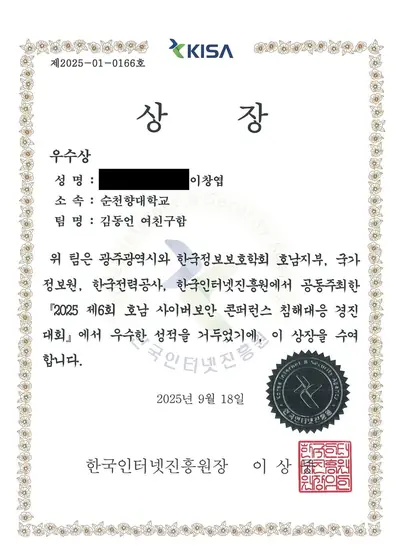 KISA
제2025-01-0166호
상 장
우수상
성 명 : 이창엽
소 속 : 순천향대학교
팀 명 : 김동언 여친구함
위 팀은 광주광역시와 한국정보보호학회 호남지부, 국가
정보원, 한국전력공사, 한국인터넷진흥원에서 공동주최한
『2025 제6회 호남 사이버보안 콘퍼런스 침해대응 경진
대회』에서 우수한 성적을 거두었기에, 이 상장을 수여
합니다.
한국인터넷진흥원
2025년 9월 18일
한국인터넷진흥원장 이 상